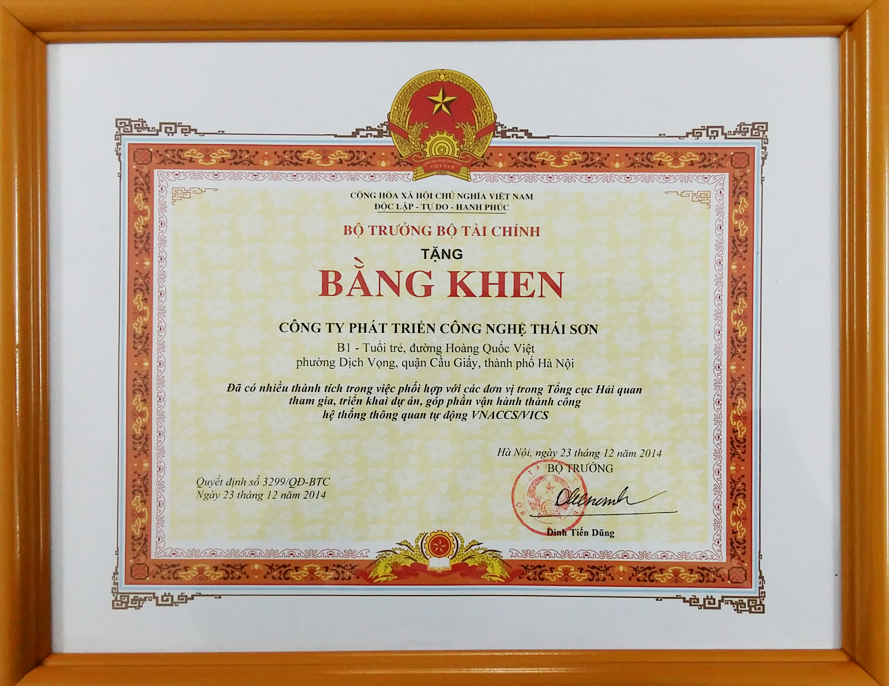 VIỆT NAM
CỘNG HÒA XÃ HỘI CHỦ NGHĨA VIỆT NAM
ĐỘC LẬP - TỰ DO - HẠNH PHÚC
BỘ TRƯỞNG BỘ TÀI CHÍNH
TẶNG
BẰNG KHEN
CÔNG TY PHÁT TRIỂN CÔNG NGHỆ THÁI SƠN
B1 - Tuổi trẻ, đường Hoàng Quốc Việt
phường Dịch Vọng, quận Cầu Giấy, thành phố Hà Nội
Đã có nhiều thành tích trong việc phối hợp với các đơn vị trong Tổng cục Hải quan
tham gia, triển khai dự án, góp phần vận hành thành công
hệ thống thông quan tự động VNACCS/VICS
Hà Nội, ngày 23 tháng 12 năm 2014
BỘ TRƯỞNG
Quyết định số 3299/QĐ-BTC
Ngày 23 tháng 12 năm 2014
Đinh Tiến Dũng